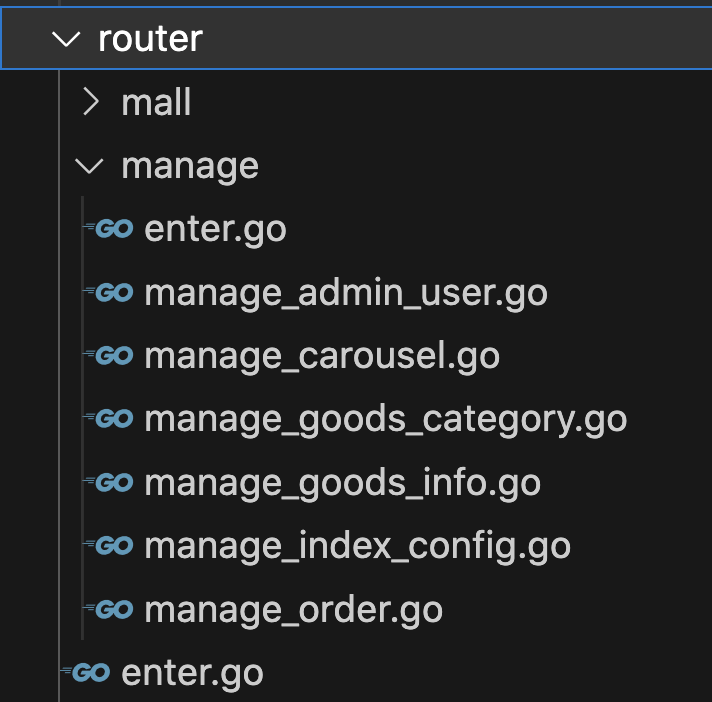 router
mall
manage
GO enter.go
GO manage_admin_user.go
GO manage_carousel.go
GO manage_goods_category.go
GO manage_goods_info.go
GO manage_index_config.go
GO manage_order.go
GO enter.go